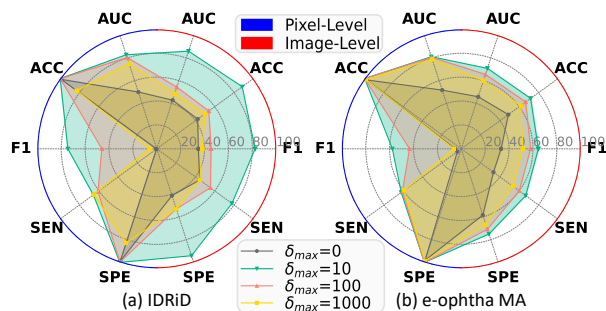 AUC AUC
Pixel-Level
Image-Level
AUC AUC
ACC ACC
ACC ACC
F1 20 40 60 80 100 F1
F1 20 40 60 80 100 F1
SEN SEN
SEN SEN
SPE SPE
SPE SPE
δmax=0
δmax=10
δmax=100
δmax=1000
(a) IDRiD
(b) e-ophtha MA